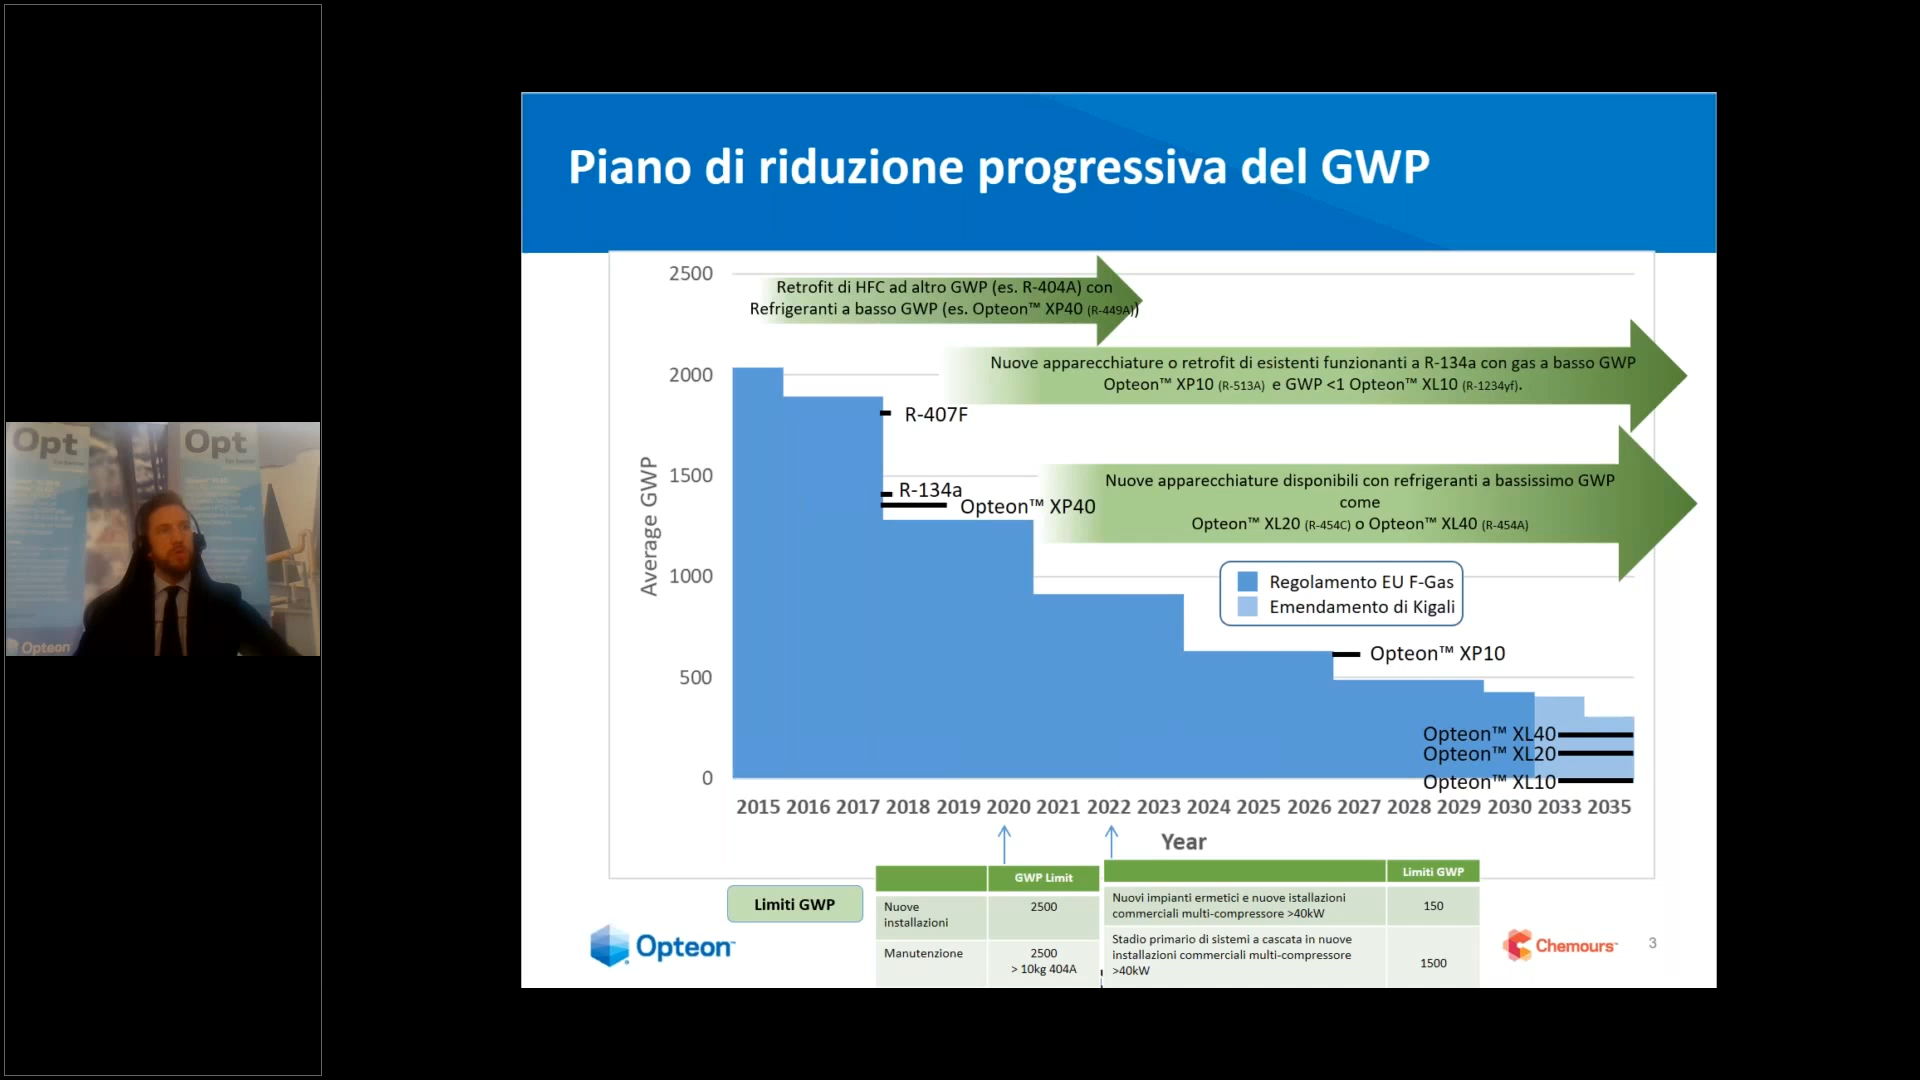 Piano di riduzione progressiva del GWP
2500
2000
1500
1000
500
0
Average GWP
Retrofit di HFC ad altro GWP (es. R-404A) con
Refrigeranti a basso GWP (es. Opteon™ XP40 (R-449A))
Nuove apparecchiature o retrofit di esistenti funzionanti a R-134a con gas a basso GWP
Opteon™ XP10 (R-513A) e GWP <1 Opteon™ XL10 (R-1234yf).
R-407F
R-134a
Opteon™ XP40
Nuove apparecchiature disponibili con refrigeranti a bassissimo GWP
come
Opteon™ XL20 (R-454C) o Opteon™ XL40 (R-454A)
Regolamento EU F-Gas
Emendamento di Kigali
Opteon™ XP10
Opteon™ XL40
Opteon™ XL20
Opteon™ XL10
2015 2016 2017 2018 2019 2020 2021 2022 2023 2024 2025 2026 2027 2028 2029 2030 2033 2035
Year
Limiti GWP
GWP Limit
Nuove
installazioni
2500
Manutenzione
2500
> 10kg 404A
Limiti GWP
Nuovi impianti ermetici e nuove istallazioni
commerciali multi-compressore >40kW
150
Stadio primario di sistemi a cascata in nuove
installazioni commerciali multi-compressore
>40kW
1500
Opteon™
Chemours™
3
Opt
Opt
Opteon